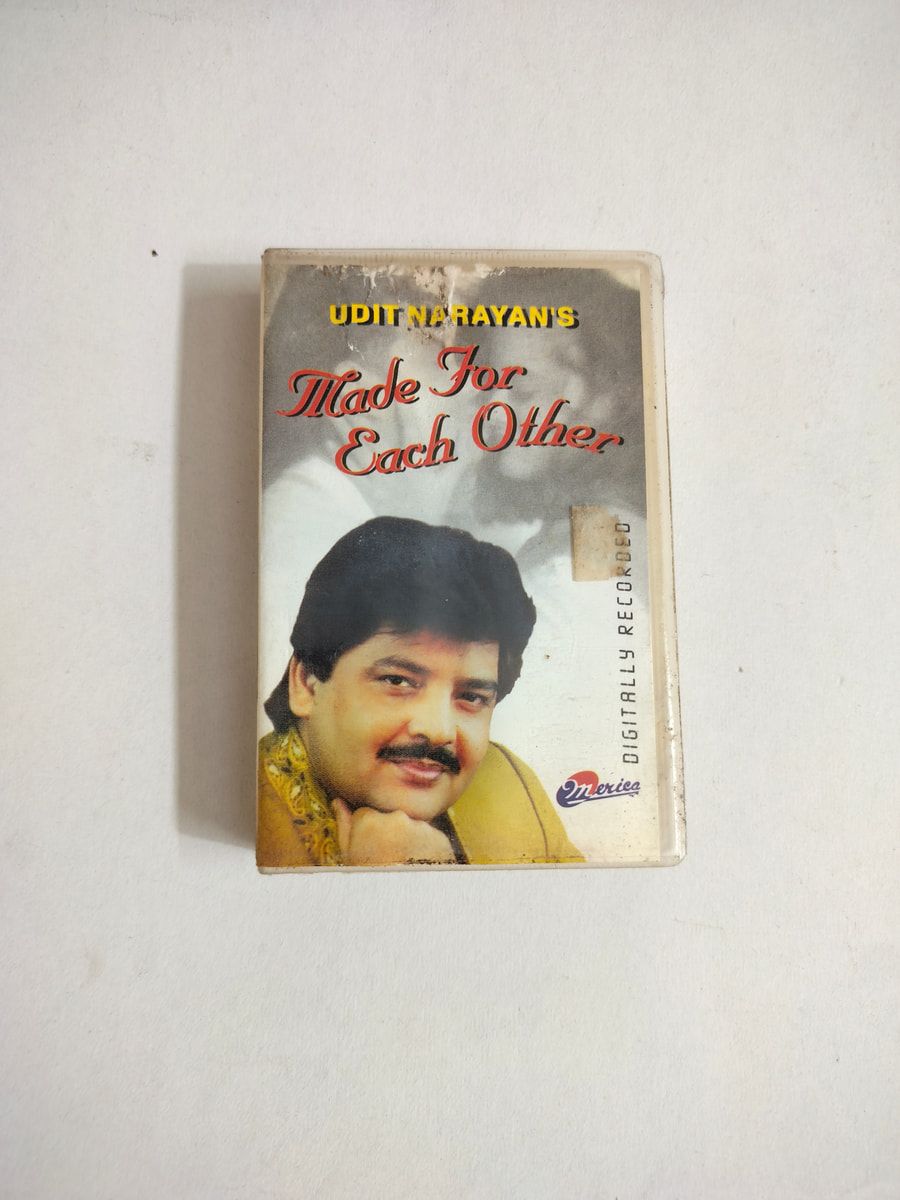 UDIT NARAYAN'S
Made For
Each Other
DIGITALLY RECORDED
Merica